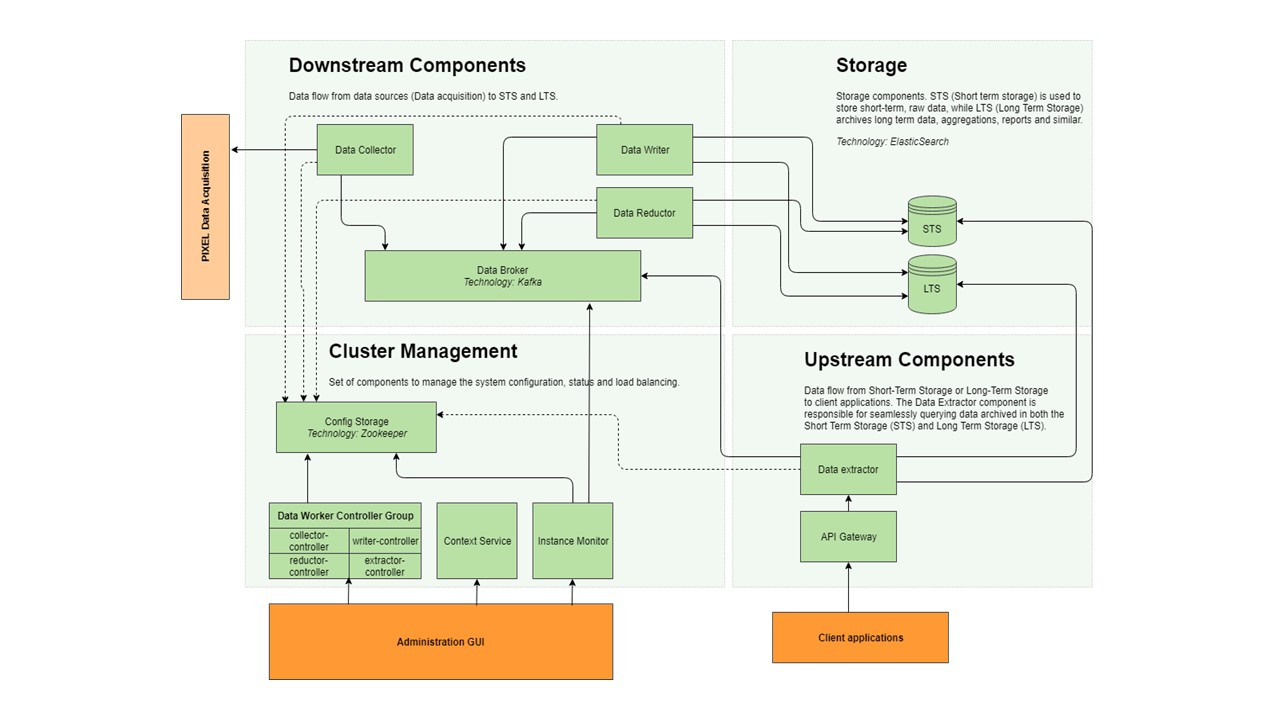 Downstream Components
Data flow from data sources (Data acquisition) to STS and LTS.
Storage
Storage components. STS (Short term storage) is used to
store short-term, raw data, while LTS (Long Term Storage)
archives long term data, aggregations, reports and similar.
Technology: ElasticSearch
PIXEL Data Acquisition
Data Collector
Data Writer
Data Reductor
Data Broker
Technology: Kafka
STS
LTS
Cluster Management
Set of components to manage the system configuration, status and load balancing.
Config Storage
Technology: Zookeeper
Data Worker Controller Group
collector-
controller
writer-controller
reductor-
controller
extractor-
controller
Context Service
Instance Monitor
Administration GUI
Upstream Components
Data flow from Short-Term Storage or Long-Term Storage
to client applications. The Data Extractor component is
responsible for seamlessly querying data archived in both the
Short Term Storage (STS) and Long Term Storage (LTS).
Data extractor
API Gateway
Client applications